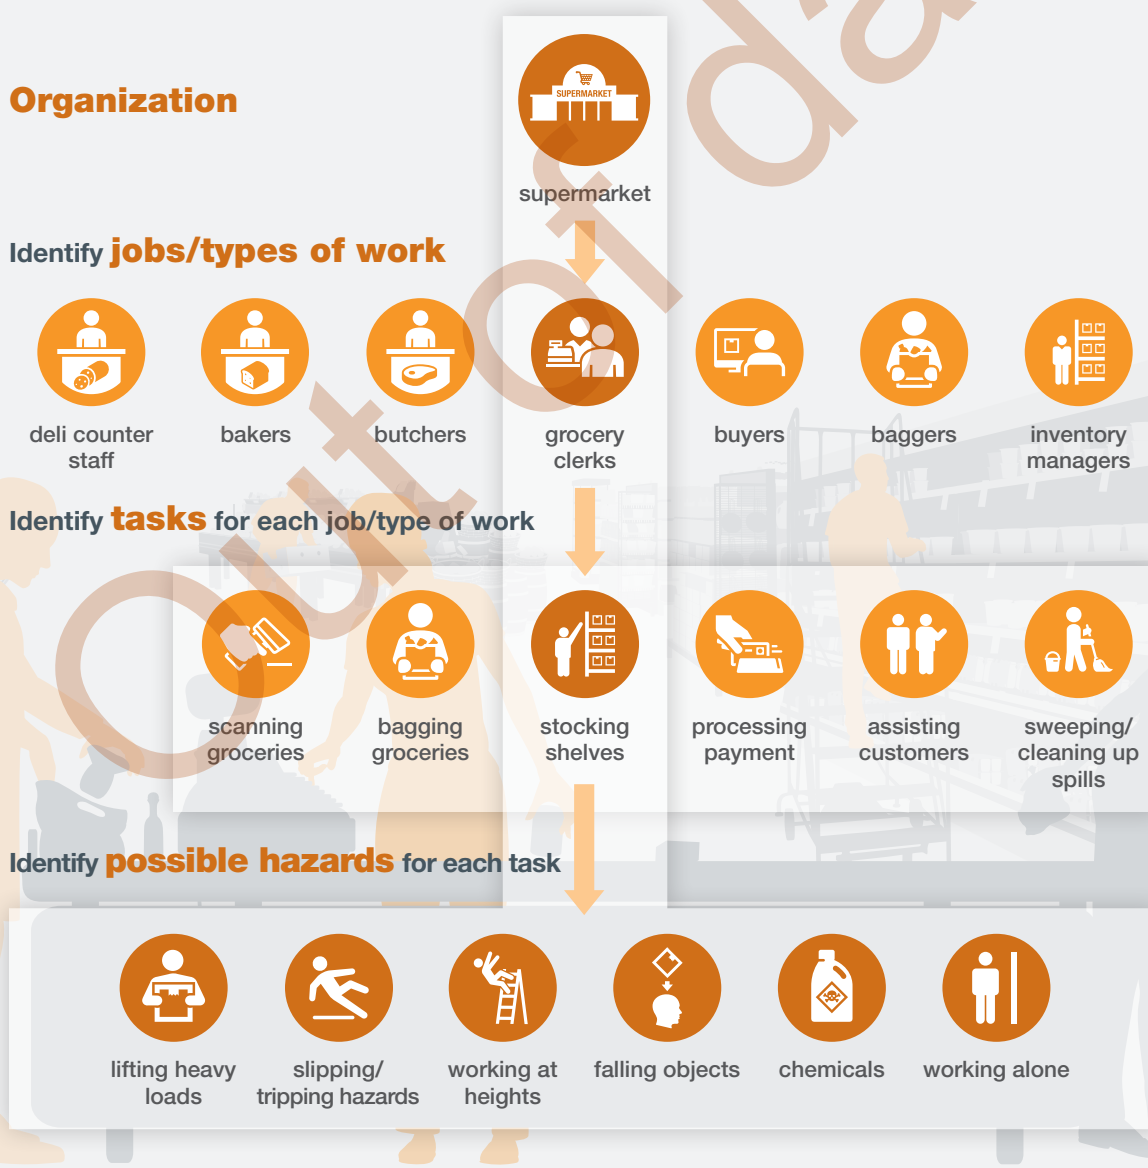 Organization
SUPERMARKET
supermarket
Identify jobs/types of work
deli counter
staff
bakers
butchers
grocery
clerks
buyers
baggers
inventory
managers
Identify tasks for each job/type of work
scanning
groceries
bagging
groceries
stocking
shelves
processing
payment
assisting
customers
sweeping/
cleaning up
spills
Identify possible hazards for each task
lifting heavy
loads
slipping/
tripping hazards
working at
heights
falling objects
chemicals
working alone
Out of da